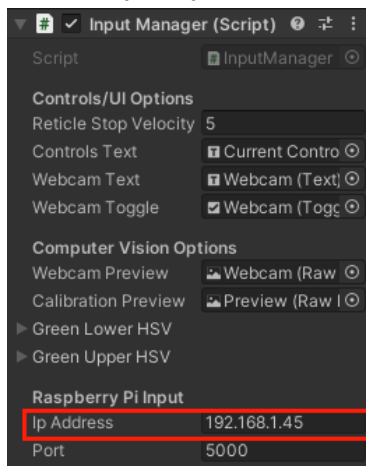 # Input Manager (Script)
Script InputManager
Controls/UI Options
Reticle Stop Velocity 5
Controls Text Current Contro
Webcam Text Webcam (Text)
Webcam Toggle Webcam (Togg
Computer Vision Options
Webcam Preview Webcam (Raw
Calibration Preview Preview (Raw I
Green Lower HSV
Green Upper HSV
Raspberry Pi Input
Ip Address 192.168.1.45
Port 5000